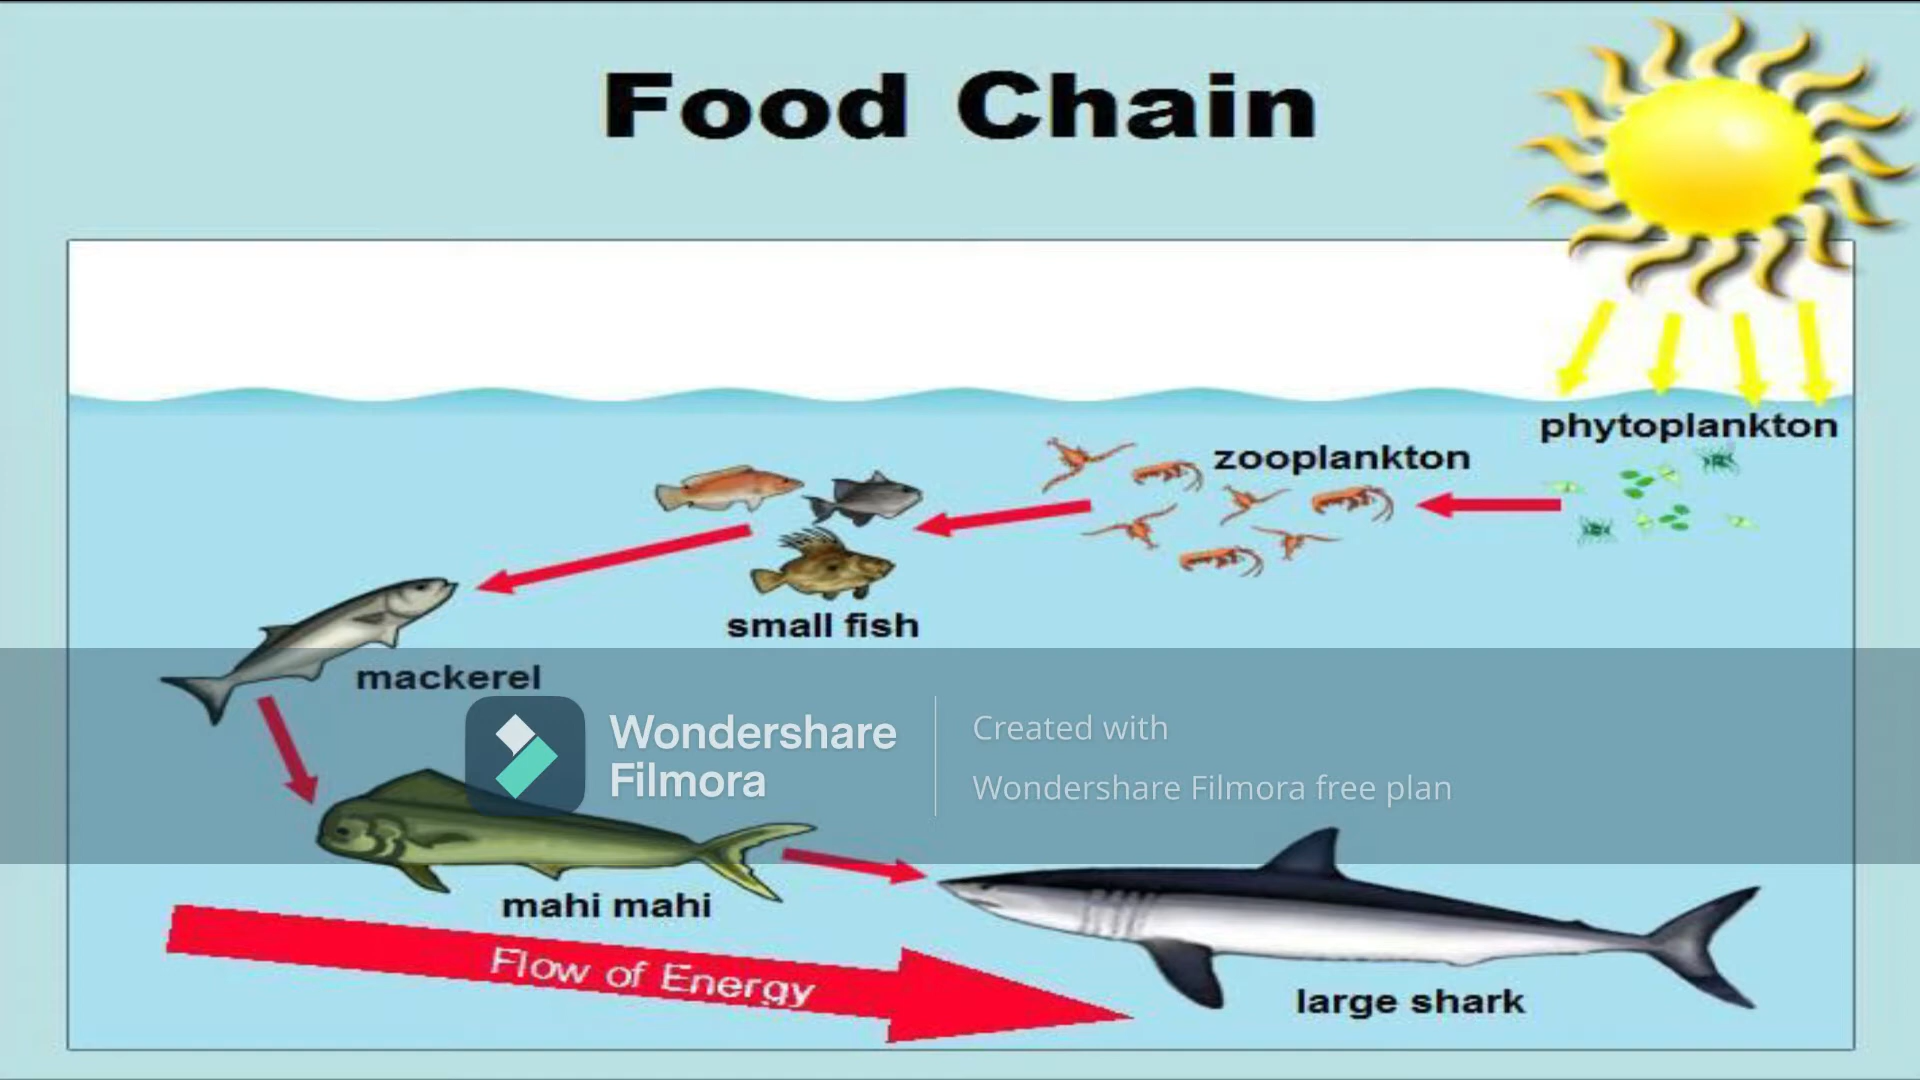 Food Chain
phytoplankton
zooplankton
small fish
mackerel
Wondershare
Filmora
Created with
Wondershare Filmora free plan
mahi mahi
Flow of Energy
large shark